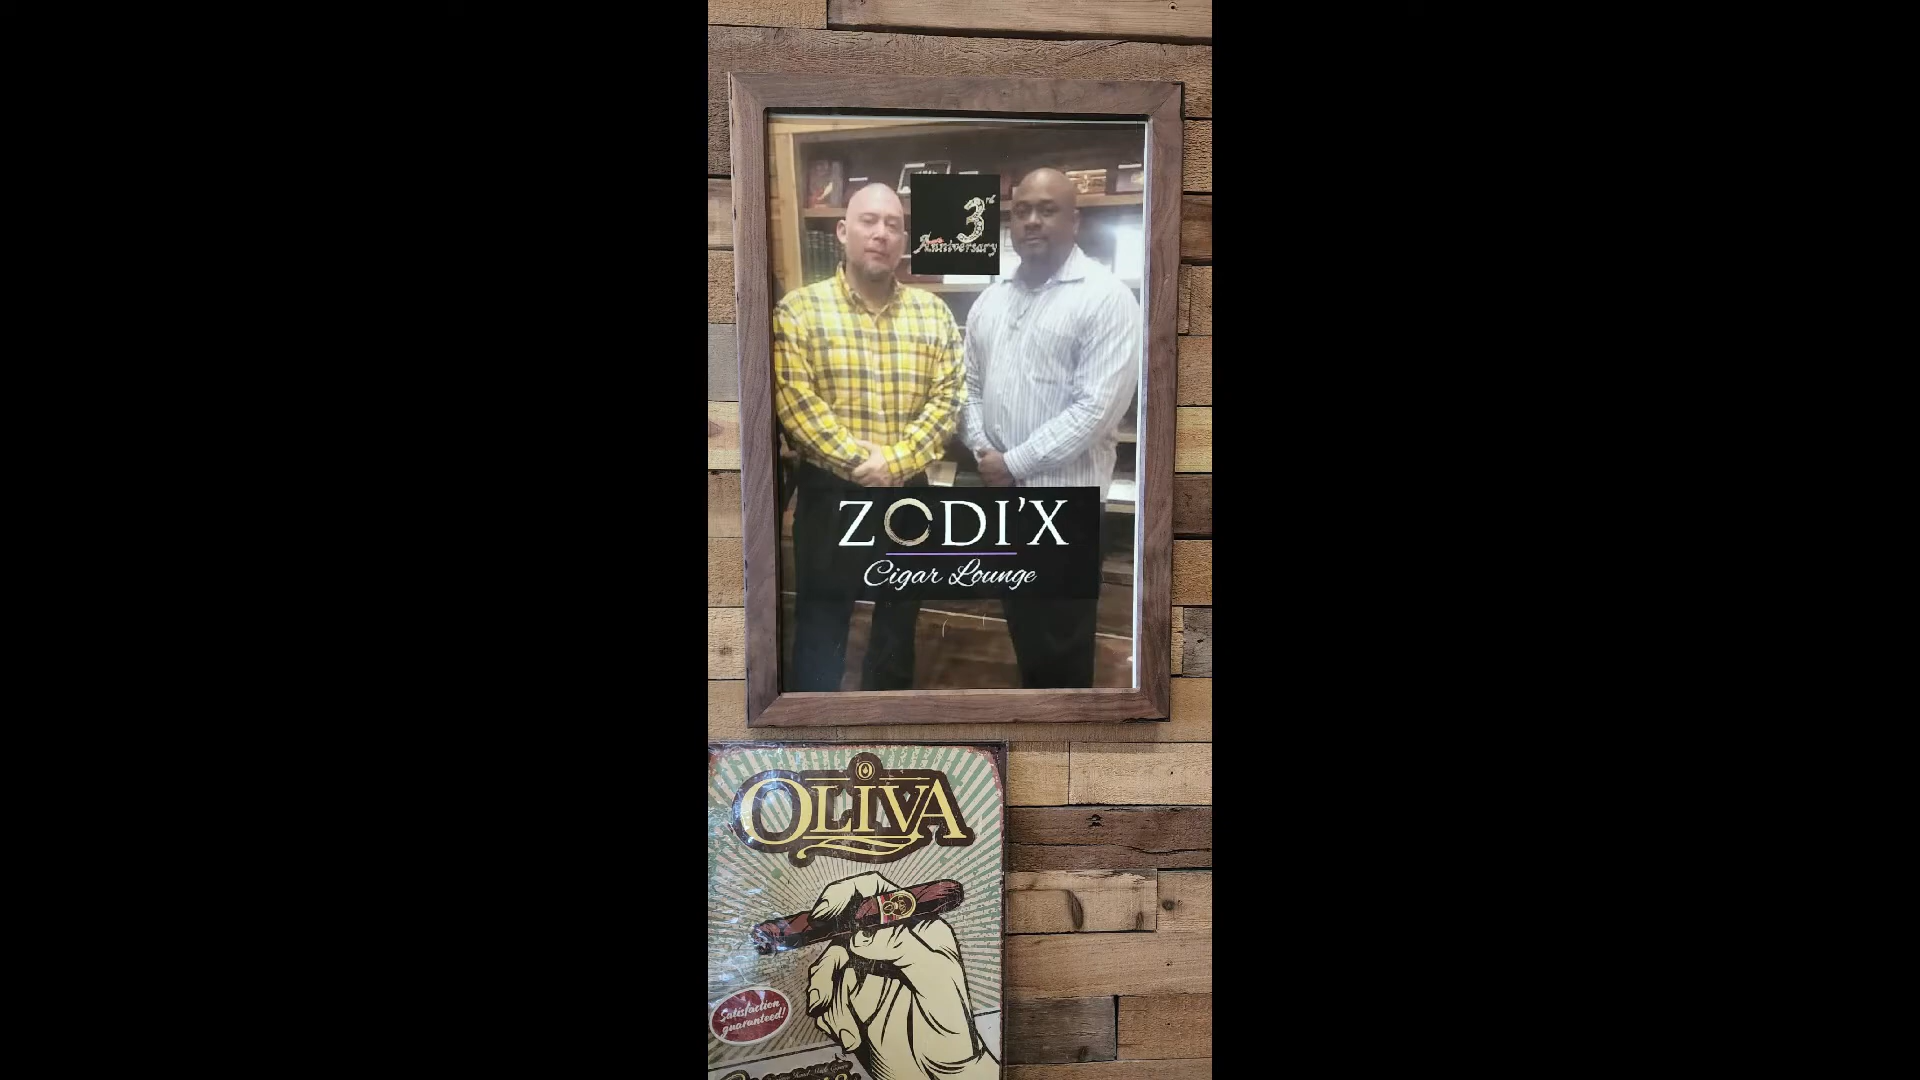 3rd
Anniversary
ZODI'X
Cigar Lounge
OLIVA
Satisfaction
guaranteed!